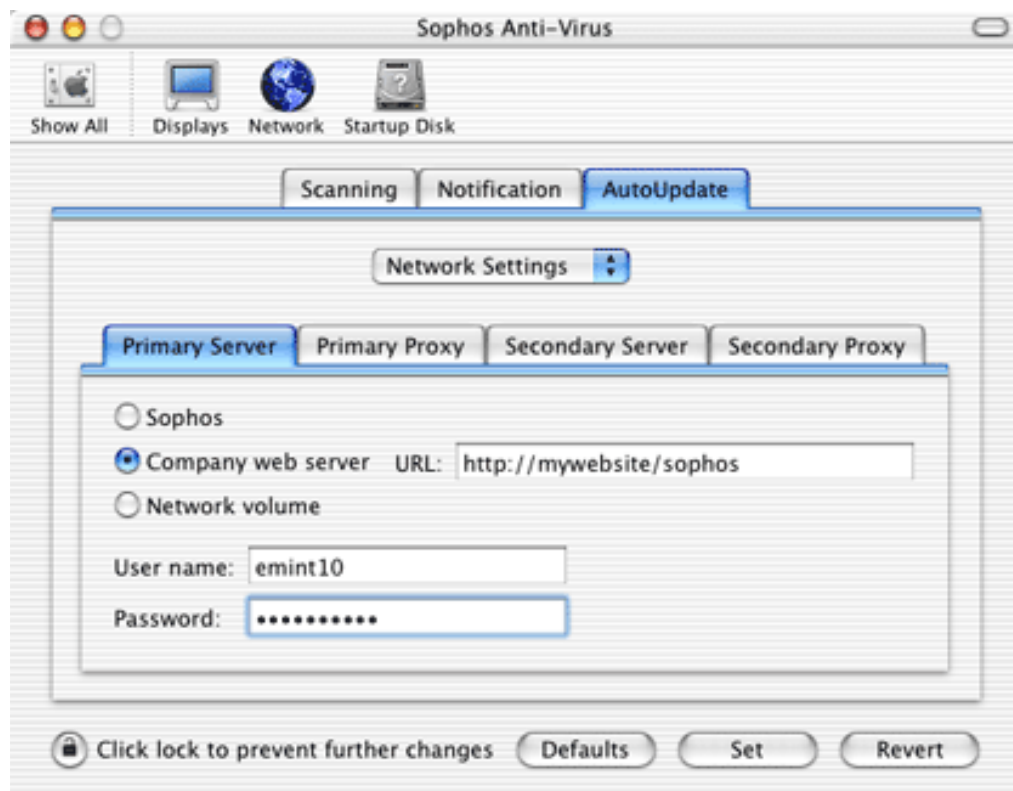 Sophos Anti-Virus
Show All Displays Network Startup Disk
Scanning Notification AutoUpdate
Network Settings
Primary Server Primary Proxy Secondary Server Secondary Proxy
Sophos
Company web server URL: http://mywebsite/sophos
Network volume
User name: emint10
Password: ••••••••••
Click lock to prevent further changes Defaults Set Revert